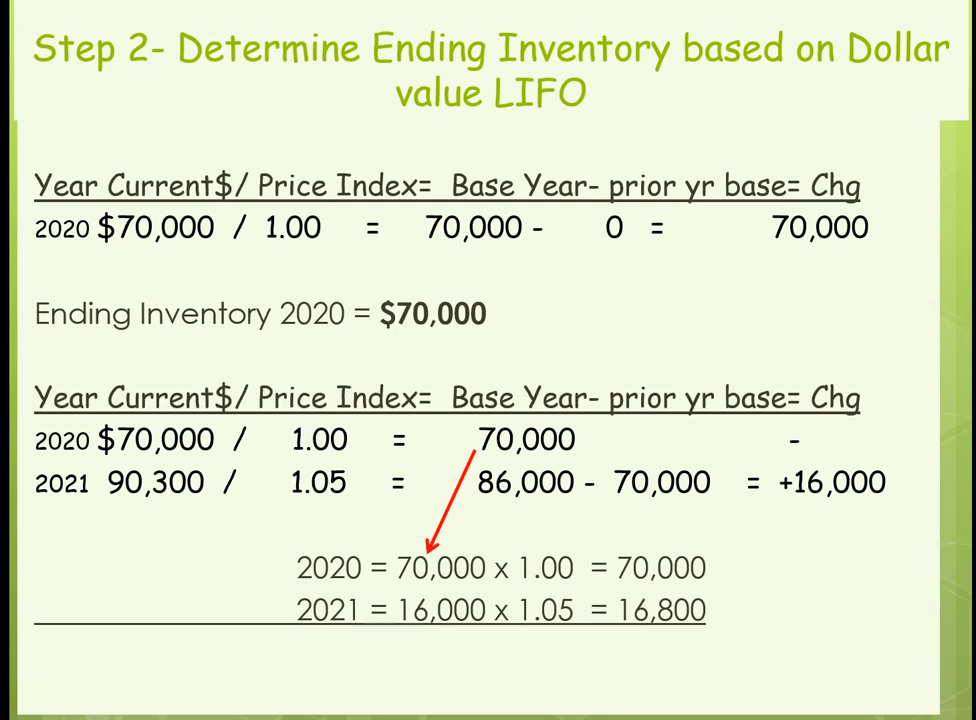 Step 2- Determine Ending Inventory based on Dollar
value LIFO
Year Current$/ Price Index= Base Year- prior yr base= Chg
2020 $70,000 / 1.00 = 70,000 - 0 = 70,000
Ending Inventory 2020 = $70,000
Year Current$/ Price Index= Base Year- prior yr base= Chg
2020 $70,000 / 1.00 = 70,000 -
2021 90,300 / 1.05 = 86,000 - 70,000 = +16,000
2020 = 70,000 x 1.00 = 70,000
2021 = 16,000 x 1.05 = 16,800